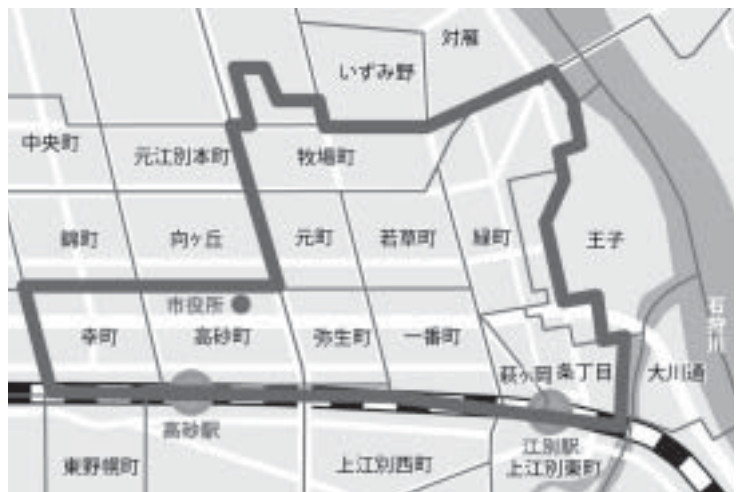 対雁
いずみ野
中央町
元江別本町
牧場町
錦町
向ヶ丘
元町
若草町
緑町
王子
市役所
石狩川
幸町
高砂町
弥生町
一番町
萩ヶ岡
条丁目
大川通
高砂駅
江別駅
東野幌町
上江別西町
上江別東町